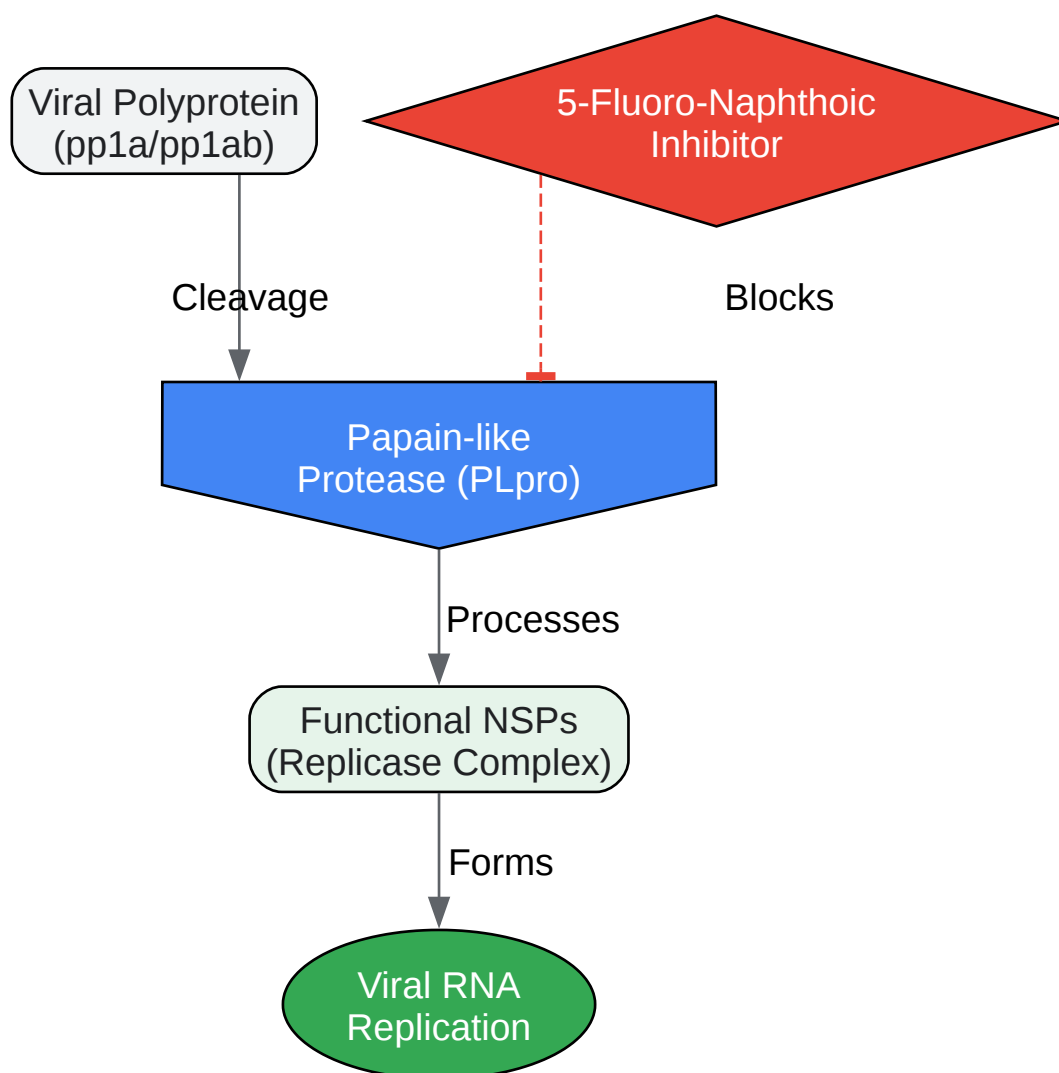 Viral Polyprotein
(pp1a/pp1ab)
5-Fluoro-Naphthoic
Inhibitor
Cleavage
Blocks
Papain-like
Protease (PLpro)
Processes
Functional NSPs
(Replicase Complex)
Forms
Viral RNA
Replication